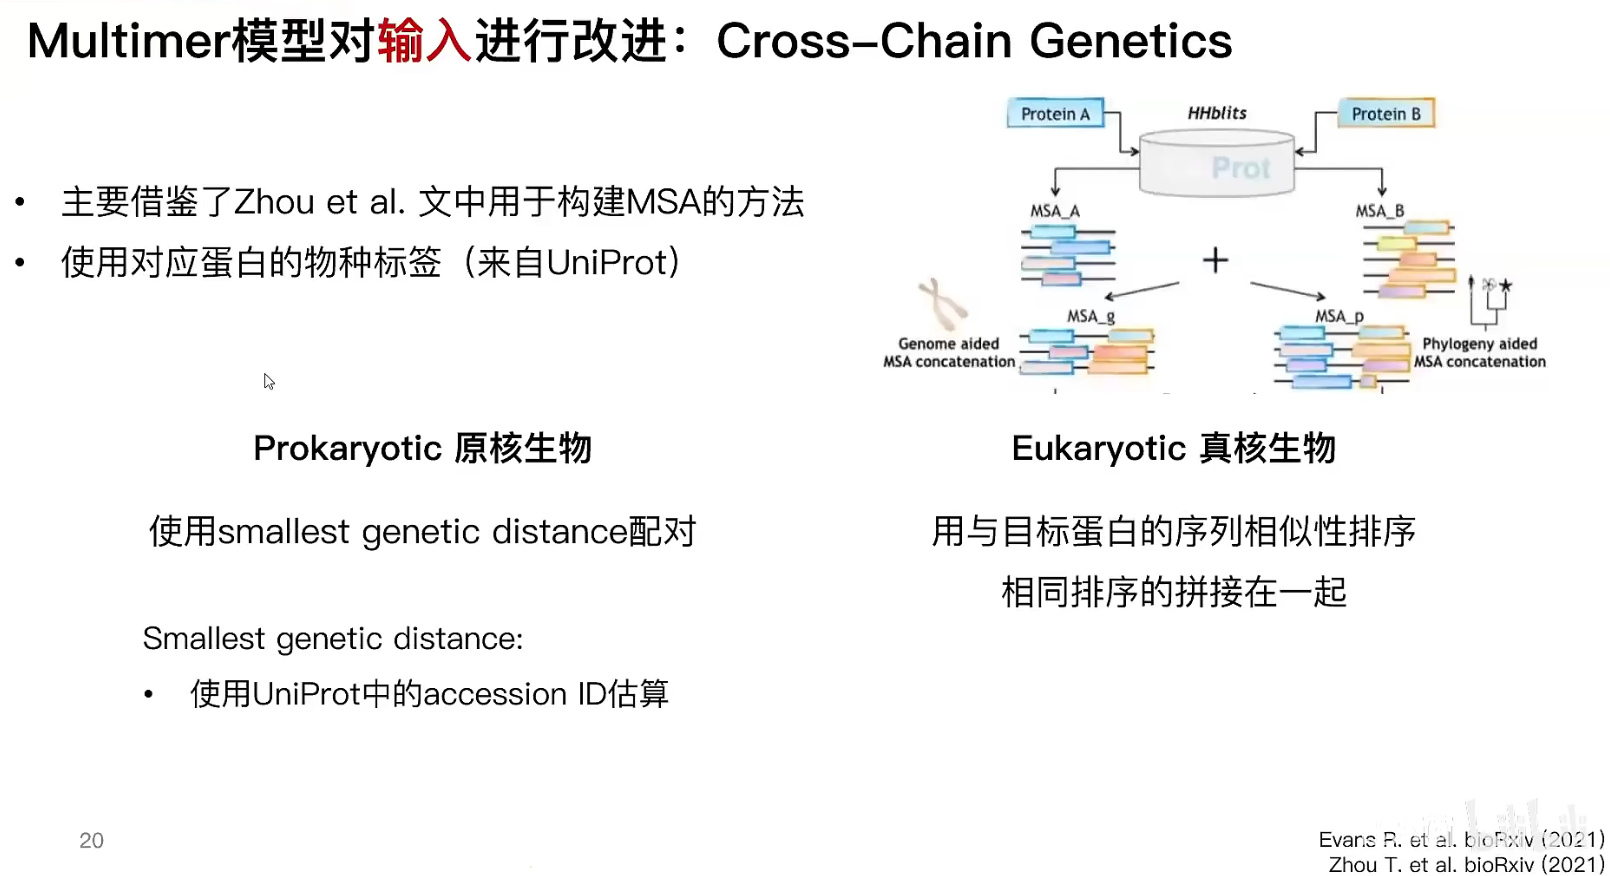 Multimer模型对输入进行改进：Cross-Chain Genetics
• 主要借鉴了Zhou et al. 文中用于构建MSA的方法
• 使用对应蛋白的物种标签（来自UniProt）
Protein A
HHblits
Protein B
Prot
MSA_A
MSA_B
+
MSA_g
MSA_p
Genome aided
MSA concatenation
Phylogeny aided
MSA concatenation
Prokaryotic 原核生物
使用smallest genetic distance配对
Smallest genetic distance:
• 使用UniProt中的accession ID估算
Eukaryotic 真核生物
用与目标蛋白的序列相似性排序
相同排序的拼接在一起
20
Evans R. et al. bioRxiv (2021)
Zhou T. et al. bioRxiv (2021)